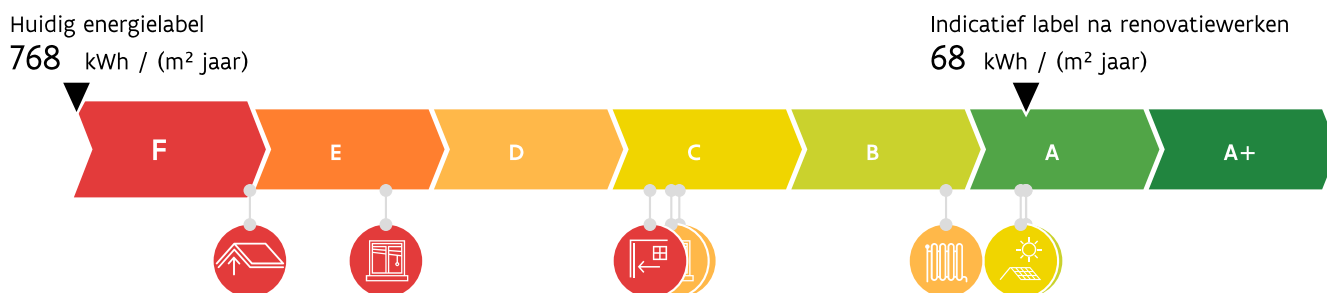 Huidig energielabel
768 kWh / (m² jaar)
Indicatief label na renovatiewerken
68 kWh / (m² jaar)
F E D C B A A+